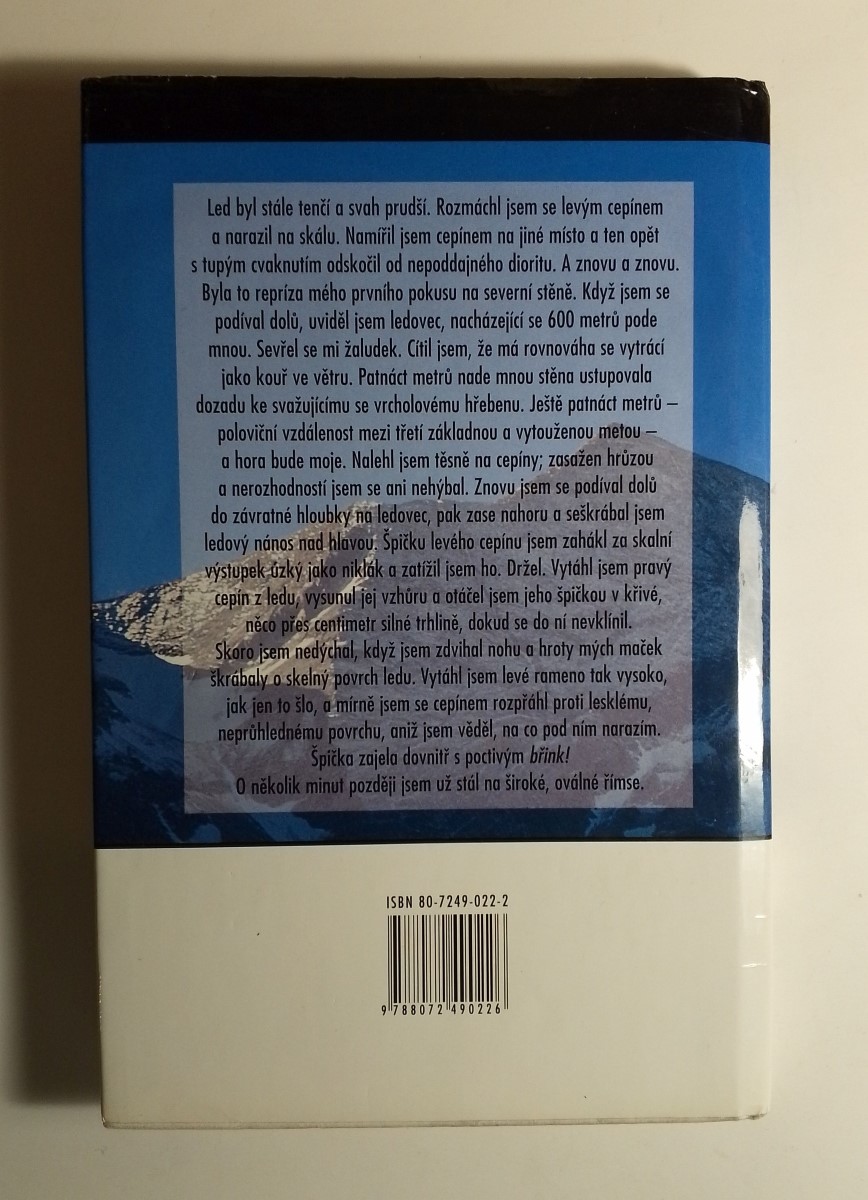 Led byl stále tenčí a svah prudší. Rozmáchl jsem se levým cepínem
a narazil na skálu. Namířil jsem cepínem na jiné místo a ten opět
s tupým cvaknutím odskočil od nepoddajného dioritu. A znovu a znovu.
Byla to repríza mého prvního pokusu na severní stěně. Když jsem se
podíval dolů, uviděl jsem ledovec, nacházející se 600 metrů pode
mnou. Sevřel se mi žaludek. Cítil jsem, že má rovnováha se vytrácí
jako kouř ve větru. Patnáct metrů nade mnou stěna ustupovala
dozadu ke svažujícímu se vrcholovému hřebenu. Ještě patnáct metrů –
poloviční vzdálenost mezi třetí základnou a vytouženou metou –
a hora bude moje. Nalehl jsem těsně na cepíny; zasažen hrůzou
a nerozhodností jsem se ani nehýbal. Znovu jsem se podíval dolů
do závratné hloubky na ledovec, pak zase nahoru a seškrábal jsem
ledový nános nad hlavou. Špičku levého cepínu jsem zahákl za skalní
výstupek úzký jako niklák a zatížil jsem ho. Držel. Vytáhl jsem pravý
cepín z ledu, vysunul jej vzhůru a otáčel jsem jeho špičkou v křivé,
něco přes centimetr silné trhlině, dokud se do ní nevklínil.
Skoro jsem nedýchal, když jsem zdvihal nohu a hroty mých maček
škrábaly o skelný povrch ledu. Vytáhl jsem levé rameno tak vysoko,
jak jen to šlo, a mírně jsem se cepínem rozpřáhl proti lesklému,
neprůhlednému povrchu, aniž jsem věděl, na co pod ním narazím.
Špička zajela dovnitř s poctivým břink!
O několik minut později jsem už stál na široké, oválné římse.
ISBN 80-7249-022-2
9 788072 490226